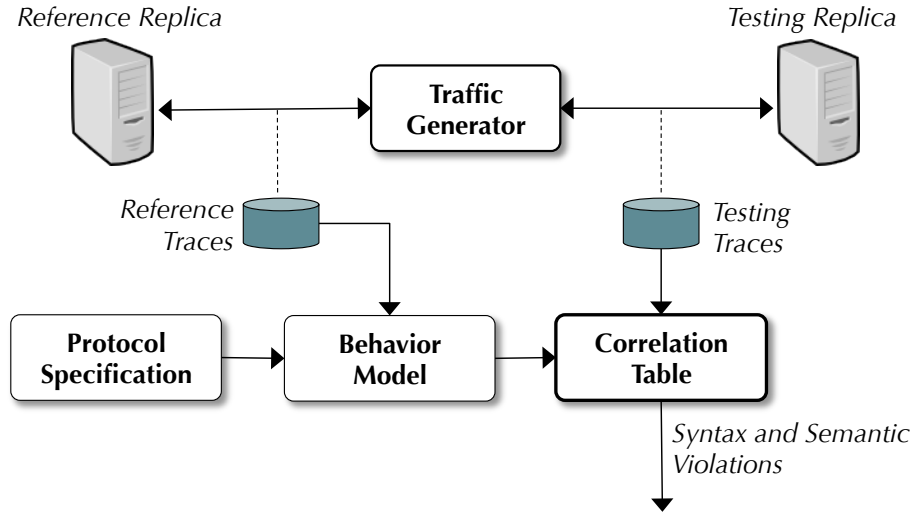 Reference Replica
Testing Replica
Traffic
Generator
Reference
Traces
Testing
Traces
Protocol
Specification
Behavior
Model
Correlation
Table
Syntax and Semantic
Violations